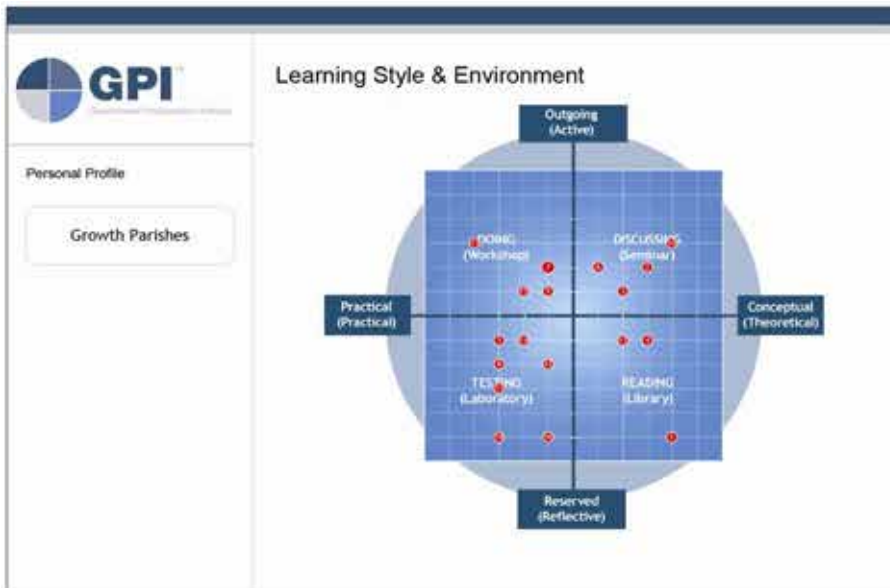 GPI
Learning Style & Environment
Personal Profile
Growth Parishes
Outgoing
(Active)
DOING
(Workshop)
DISCUSSING
(Seminar)
Practical
(Practical)
Conceptual
(Theoretical)
TESTING
(Laboratory)
READING
(Library)
Reserved
(Reflective)